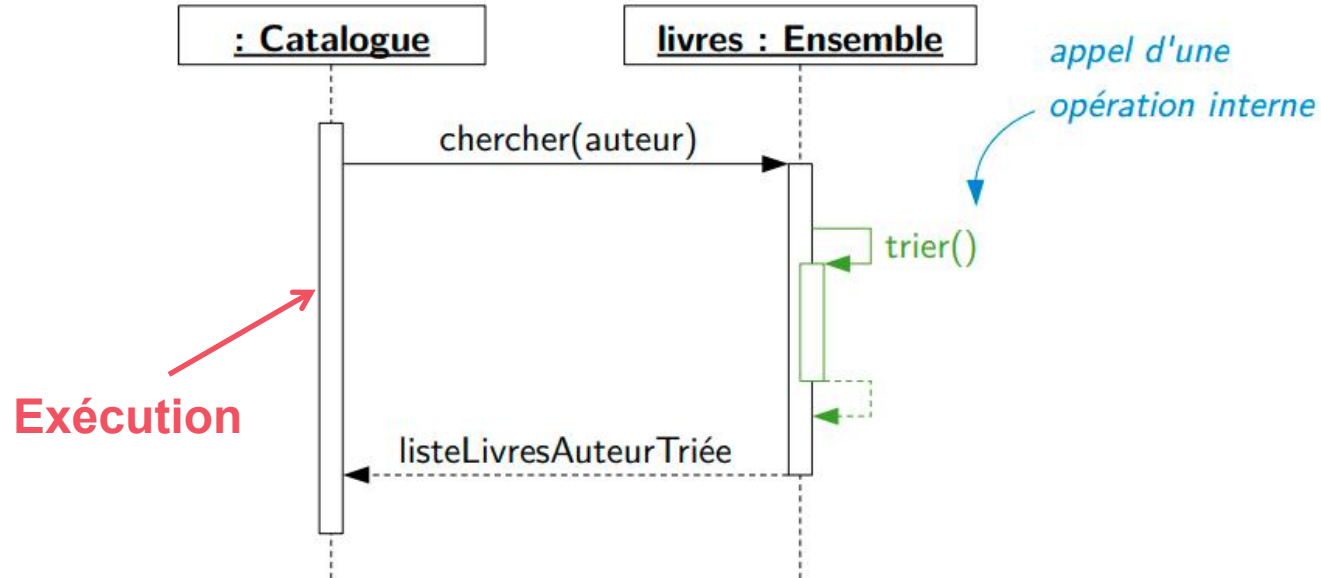 : Catalogue
livres : Ensemble
appel d'une
opération interne
chercher(auteur)
trier()
Exécution
listeLivresAuteurTriée